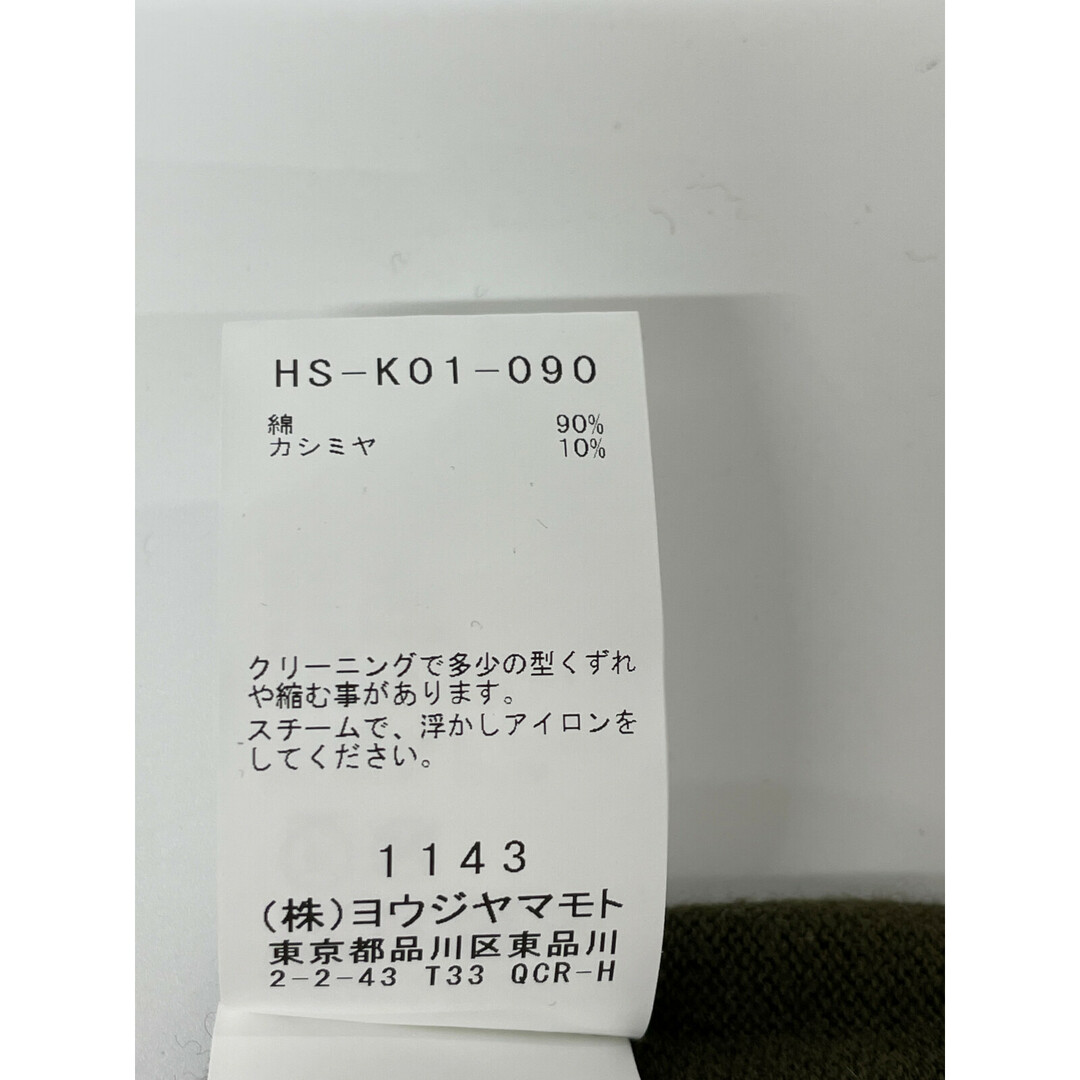 HS-K01-090
綿 90%
カシミヤ 10%
クリーニングで多少の型くずれ
や縮む事があります。
スチームで、浮かしアイロンを
してください。
1143
(株)ヨウジヤマモト
東京都品川区東品川
2-2-43 T33 QCR-H